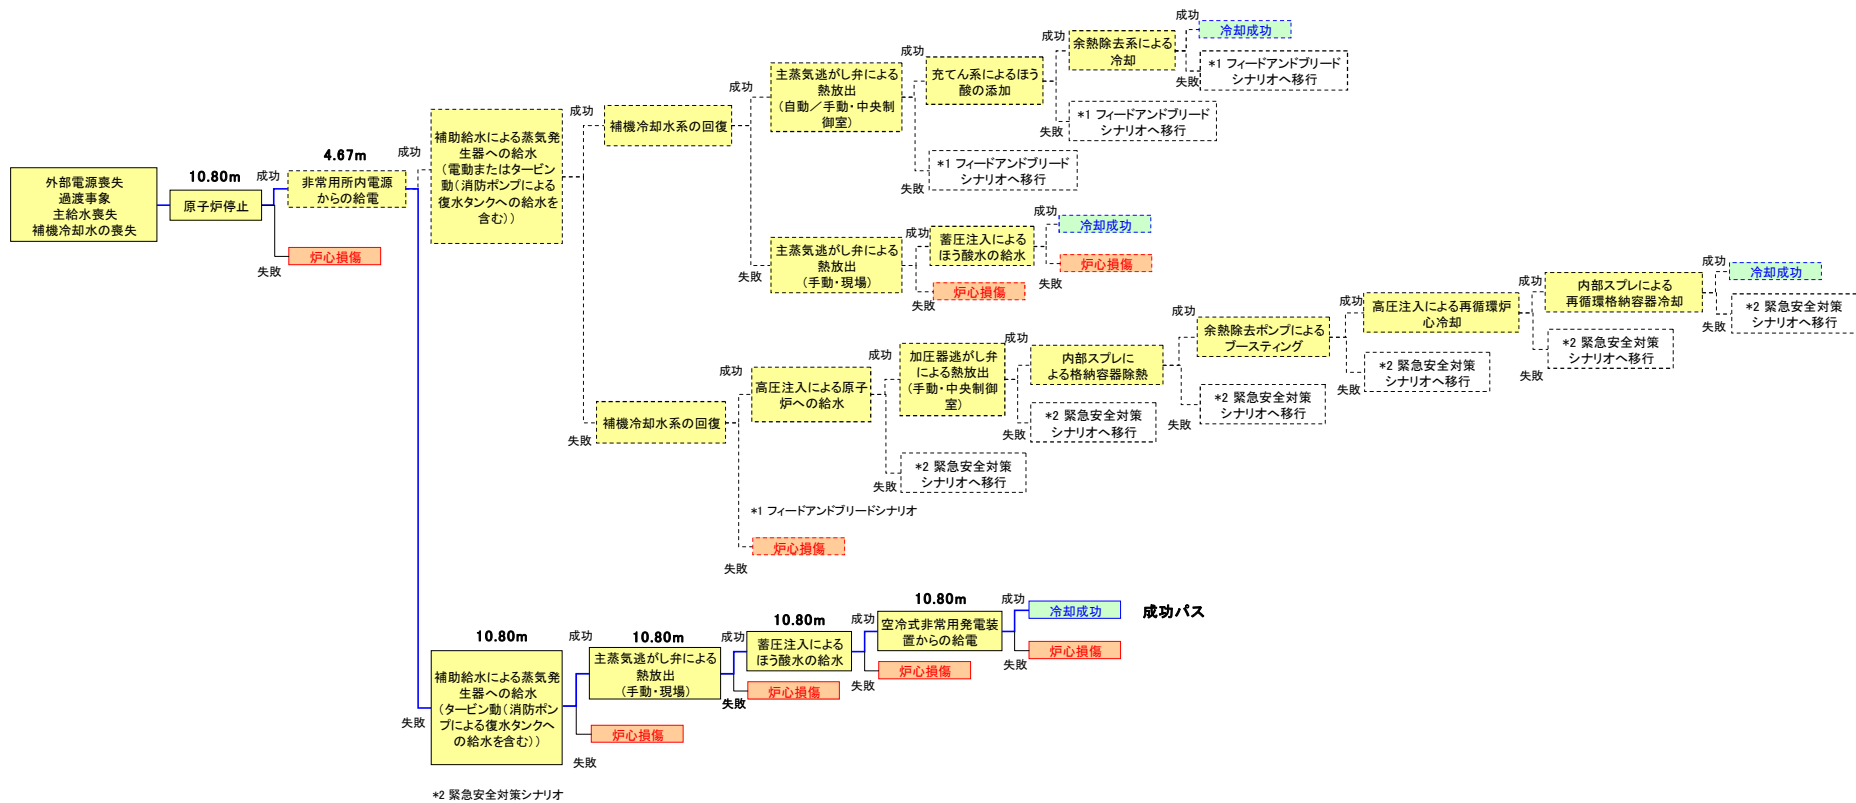 外部電源喪失
過渡事象
主給水喪失
補機冷却水の喪失
10.80m
原子炉停止
成功
失敗
炉心損傷
4.67m
非常用所内電源
からの給電
成功
失敗
補助給水による蒸気発
生器への給水
（電動またはタービン
動（消防ポンプによる
復水タンクへの給水を
含む））
成功
失敗
補機冷却水系の回復
成功
失敗
主蒸気逃がし弁による
熱放出
（自動／手動・中央制
御室）
成功
失敗
*1 フィードアンドブリード
シナリオへ移行
充てん系によるほう
酸の添加
成功
失敗
*1 フィードアンドブリード
シナリオへ移行
余熱除去系による
冷却
成功
失敗
冷却成功
*1 フィードアンドブリード
シナリオへ移行
主蒸気逃がし弁による
熱放出
（手動・現場）
成功
失敗
炉心損傷
蓄圧注入による
ほう酸水の給水
成功
失敗
冷却成功
炉心損傷
補機冷却水系の回復
成功
失敗
炉心損傷
*1 フィードアンドブリードシナリオ
高圧注入による原子
炉への給水
成功
失敗
*2 緊急安全対策
シナリオへ移行
加圧器逃がし弁
による熱放出
（手動・中央制御
室）
成功
失敗
*2 緊急安全対策
シナリオへ移行
内部スプレに
よる格納容器除熱
成功
失敗
*2 緊急安全対策
シナリオへ移行
余熱除去ポンプによる
ブースティング
成功
失敗
*2 緊急安全対策
シナリオへ移行
高圧注入による再循環炉
心冷却
成功
失敗
*2 緊急安全対策
シナリオへ移行
内部スプレによる
再循環格納容器冷却
成功
失敗
冷却成功
*2 緊急安全対策
シナリオへ移行
10.80m
補助給水による蒸気発
生器への給水
（タービン動（消防ポン
プによる復水タンクへ
の給水を含む））
成功
失敗
炉心損傷
10.80m
主蒸気逃がし弁による
熱放出
（手動・現場）
成功
失敗
炉心損傷
10.80m
蓄圧注入による
ほう酸水の給水
成功
失敗
炉心損傷
10.80m
空冷式非常用発電装
置からの給電
成功
失敗
冷却成功
炉心損傷
成功パス
*2 緊急安全対策シナリオ